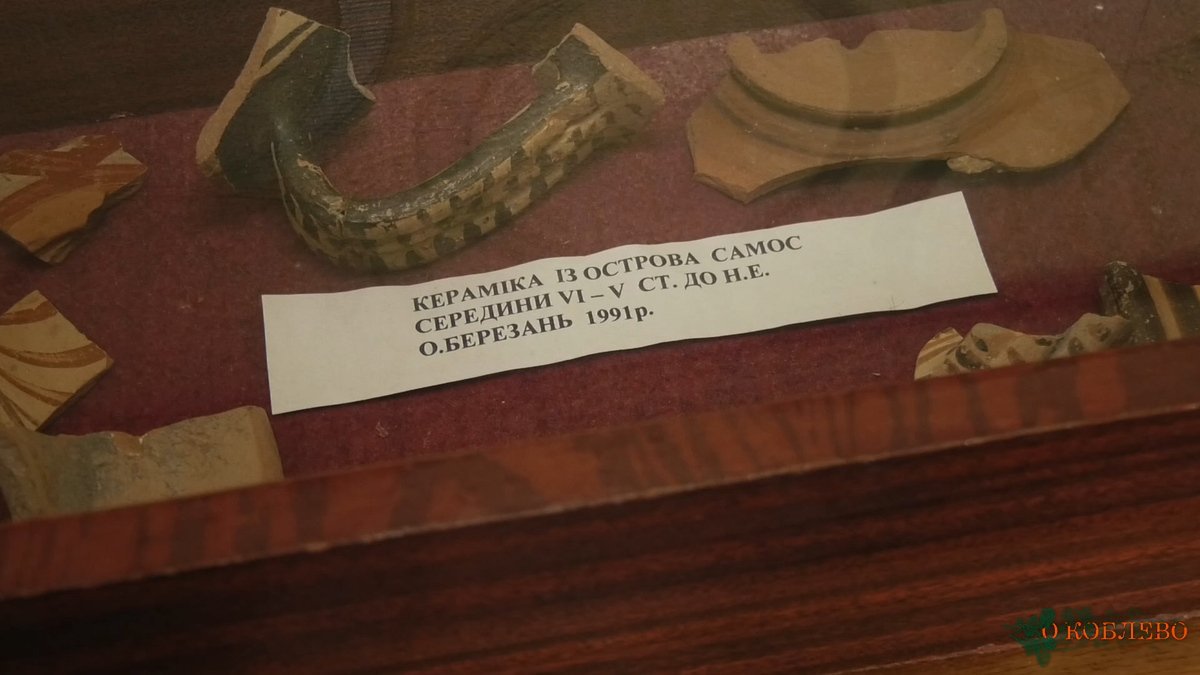 КЕРАМІКА ІЗ ОСТРОВА САМОС
СЕРЕДИНИ VI – V СТ. ДО Н.Е.
О.БЕРЕЗАНЬ 1991р.
О КОБЛЕВО